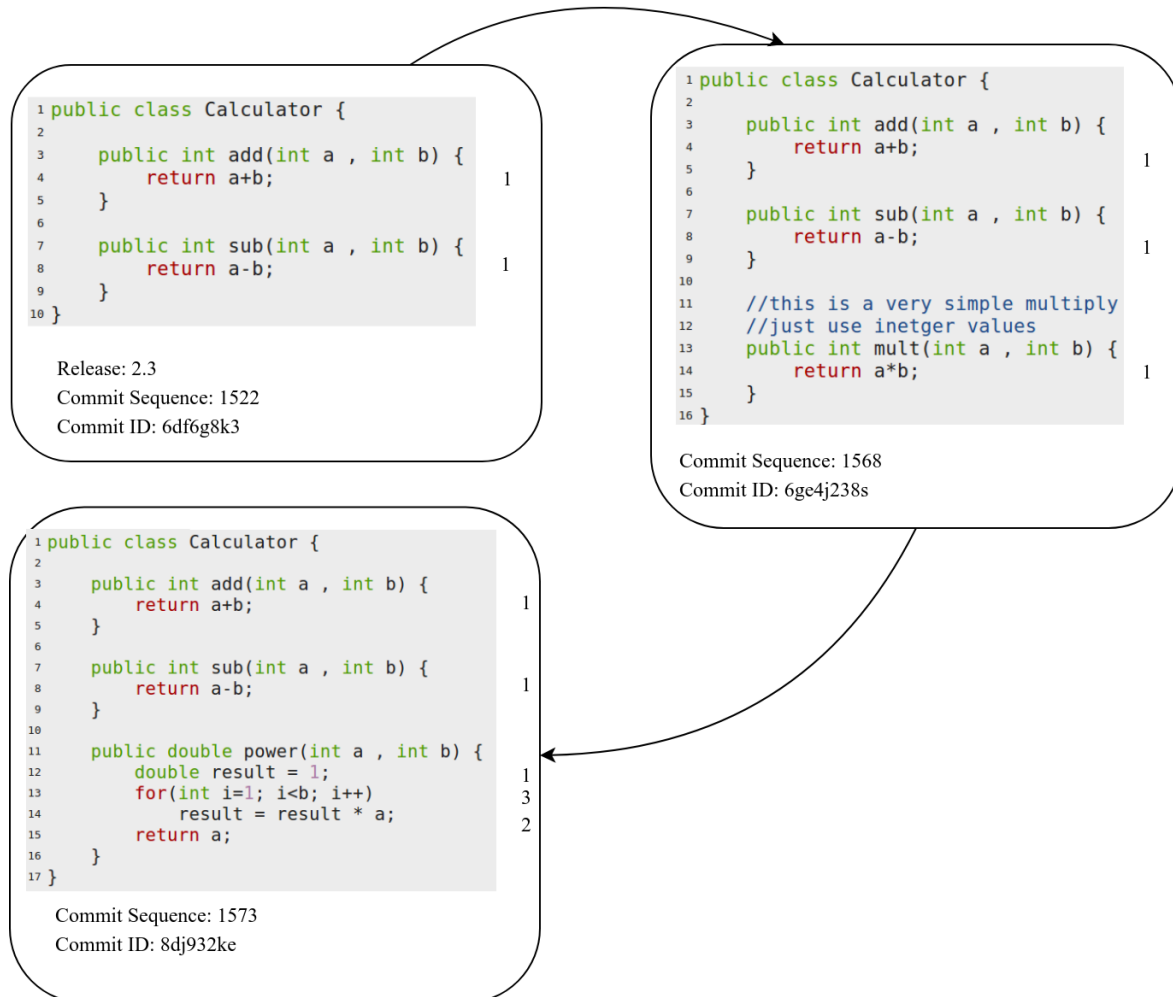 1 public class Calculator {
2
3     public int add(int a , int b) {
4         return a+b; 1
5     }
6
7     public int sub(int a , int b) {
8         return a-b; 1
9     }
10 }
Release: 2.3
Commit Sequence: 1522
Commit ID: 6df6g8k3
1 public class Calculator {
2
3     public int add(int a , int b) {
4         return a+b; 1
5     }
6
7     public int sub(int a , int b) {
8         return a-b; 1
9     }
10
11     //this is a very simple multiply
12     //just use inetger values
13     public int mult(int a , int b) {
14         return a*b; 1
15     }
16 }
Commit Sequence: 1568
Commit ID: 6ge4j238s
1 public class Calculator {
2
3     public int add(int a , int b) {
4         return a+b; 1
5     }
6
7     public int sub(int a , int b) {
8         return a-b; 1
9     }
10
11     public double power(int a , int b) {
12         double result = 1; 1
13         for(int i=1; i<b; i++) 3
14             result = result * a; 2
15         return a;
16     }
17 }
Commit Sequence: 1573
Commit ID: 8dj932ke